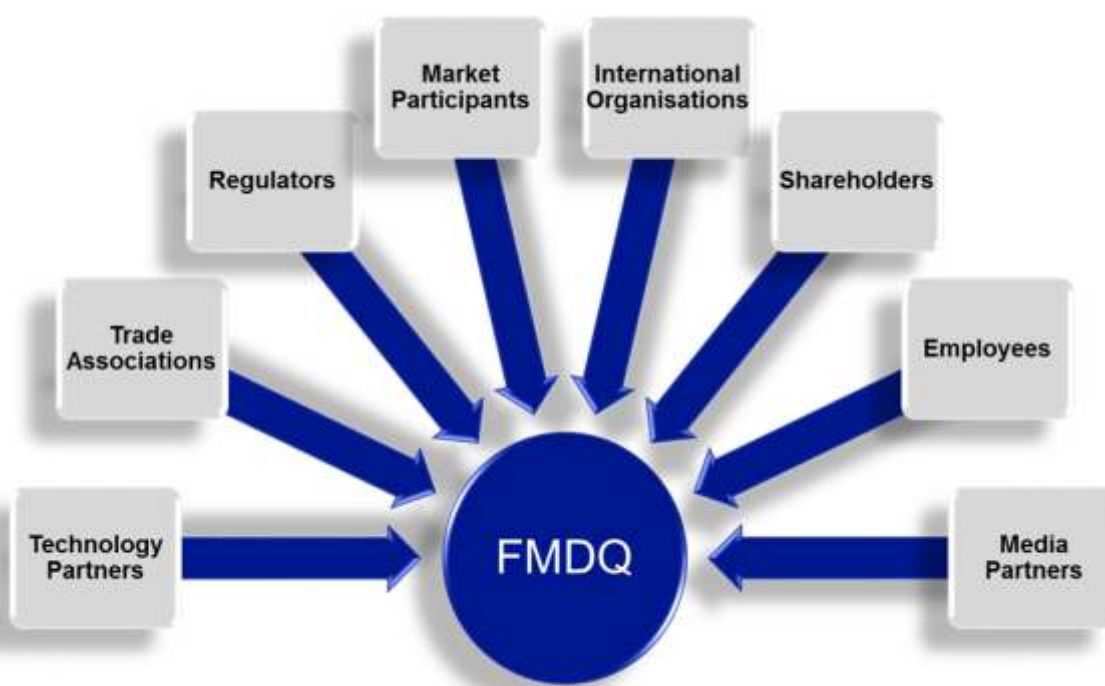 Market
Participants
International
Organisations
Regulators
Shareholders
Trade
Associations
Employees
Technology
Partners
FMDQ
Media
Partners